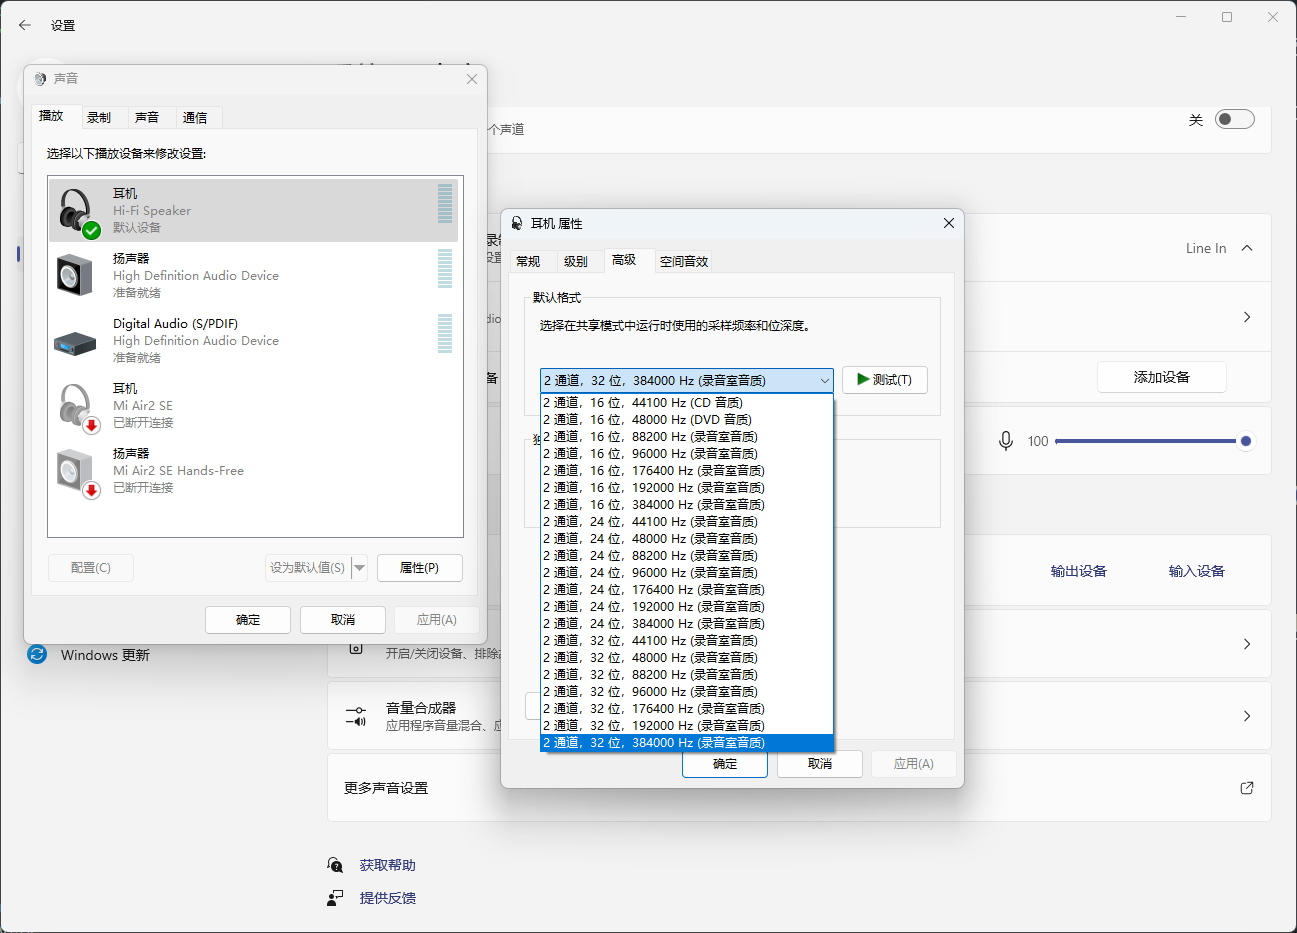 设置
声音
播放
录制
声音
通信
选择以下播放设备来修改设置:
耳机
Hi-Fi Speaker
默认设备
扬声器
High Definition Audio Device
准备就绪
Digital Audio (S/PDIF)
High Definition Audio Device
准备就绪
耳机
Mi Air2 SE
已断开连接
扬声器
Mi Air2 SE Hands-Free
已断开连接
配置(C)
设为默认值(S)
属性(P)
确定
取消
应用(A)
Windows 更新
个声道
关
Line In
添加设备
100
输出设备
输入设备
开启/关闭设备、排除
音量合成器
应用程序音量混合、
更多声音设置
获取帮助
提供反馈
耳机 属性
常规
级别
高级
空间音效
默认格式
选择在共享模式中运行时使用的采样频率和位深度。
2 通道，32 位，384000 Hz (录音室音质)
测试(T)
2 通道，16 位，44100 Hz (CD 音质)
2 通道，16 位，48000 Hz (DVD 音质)
2 通道，16 位，88200 Hz (录音室音质)
2 通道，16 位，96000 Hz (录音室音质)
2 通道，16 位，176400 Hz (录音室音质)
2 通道，16 位，192000 Hz (录音室音质)
2 通道，16 位，384000 Hz (录音室音质)
2 通道，24 位，44100 Hz (录音室音质)
2 通道，24 位，48000 Hz (录音室音质)
2 通道，24 位，88200 Hz (录音室音质)
2 通道，24 位，96000 Hz (录音室音质)
2 通道，24 位，176400 Hz (录音室音质)
2 通道，24 位，192000 Hz (录音室音质)
2 通道，24 位，384000 Hz (录音室音质)
2 通道，32 位，44100 Hz (录音室音质)
2 通道，32 位，48000 Hz (录音室音质)
2 通道，32 位，88200 Hz (录音室音质)
2 通道，32 位，96000 Hz (录音室音质)
2 通道，32 位，176400 Hz (录音室音质)
2 通道，32 位，192000 Hz (录音室音质)
2 通道，32 位，384000 Hz (录音室音质)
确定
取消
应用(A)